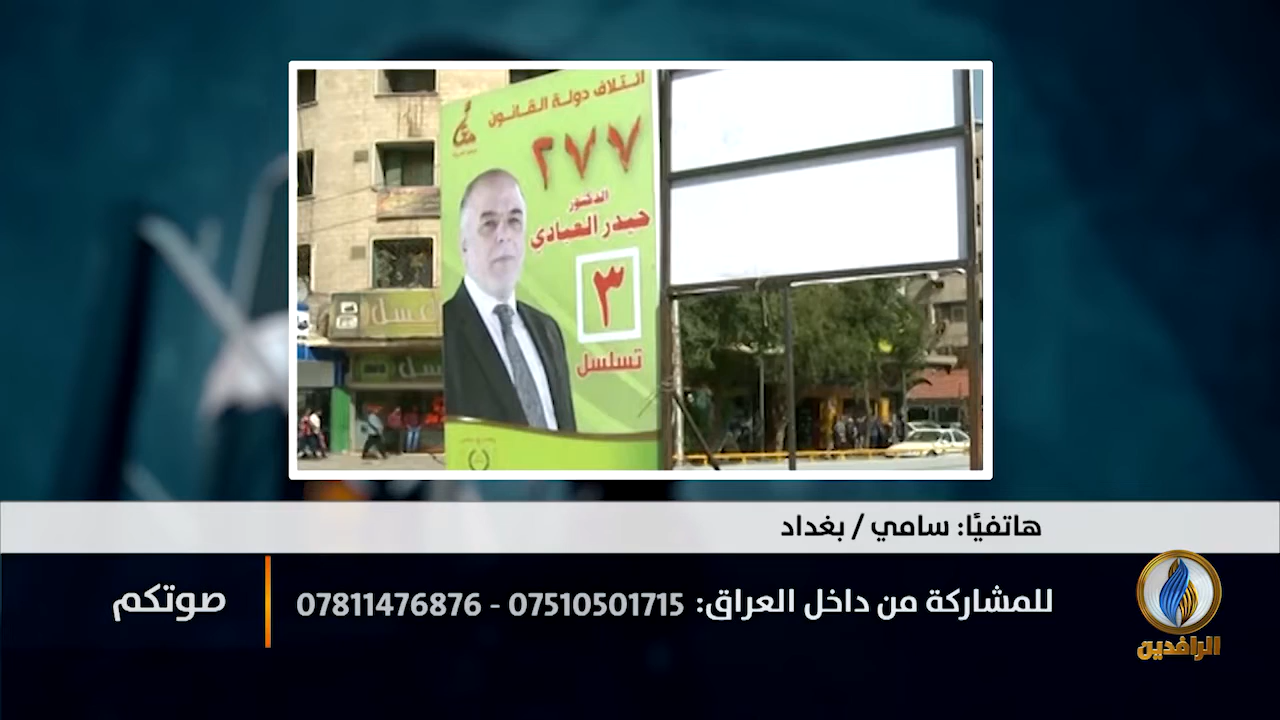 ائتلاف دولة القانون
٢٧٧
الدكتور
حيدر العبادي
٣
تسلسل
هاتفيًا: سامي / بغداد
للمشاركة من داخل العراق: 07510501715 - 07811476876
صوتكم
الرافدين